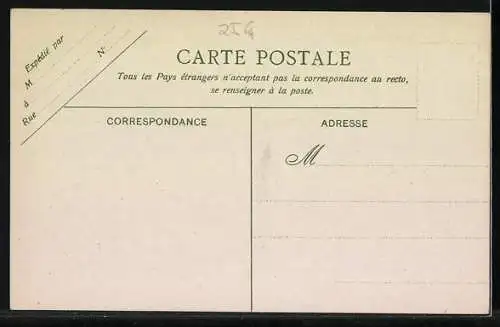 25G
Expédié par
M
à
Rue N°
CARTE POSTALE
Tous les Pays étrangers n'acceptant pas la correspondance au recto,
se renseigner à la poste.
CORRESPONDANCE
ADRESSE
M